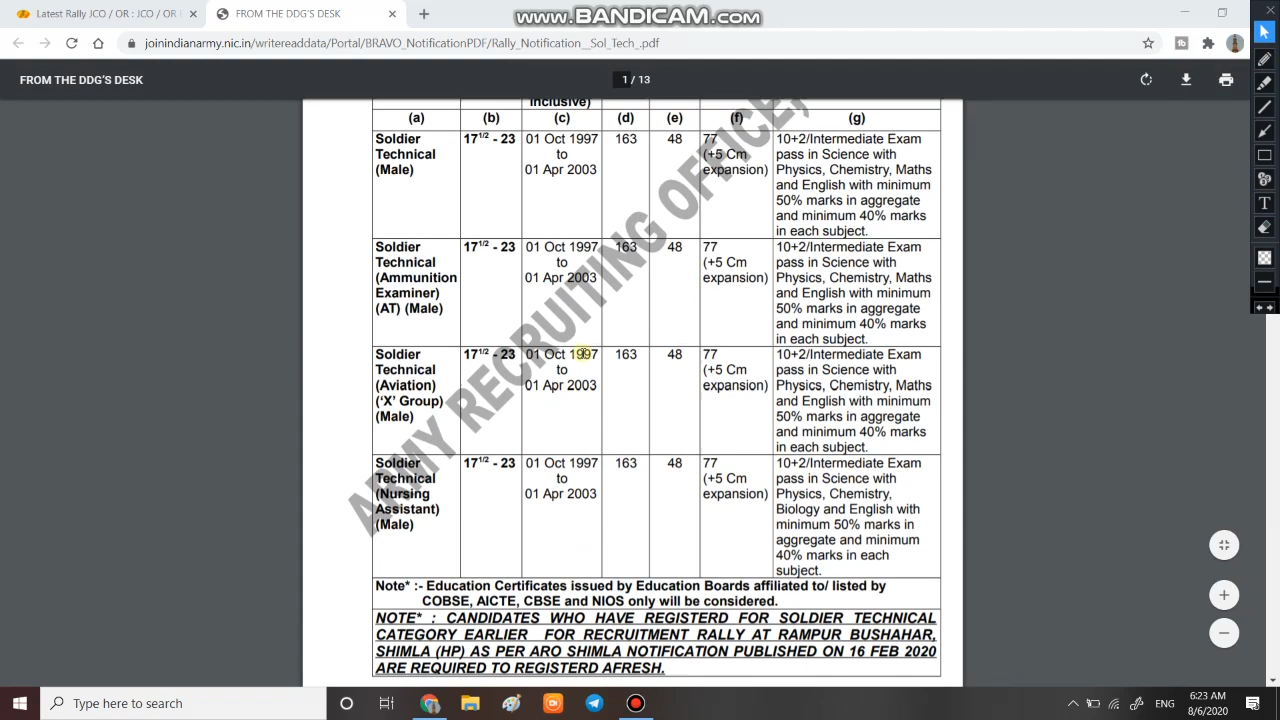 Latest Rally JCO / OR : JCO / OR
FROM THE DDG'S DESK
www.BANDICAM.com
joinindianarmy.nic.in/writereaddata/Portal/BRAVO_NotificationPDF/Rally_Notification__Sol_Tech_.pdf
FROM THE DDG'S DESK
1 / 13
inclusive)
(a) (b) (c) (d) (e) (f) (g)
Soldier 17 1/2 - 23 01 Oct 1997 163 48 77 10+2/Intermediate Exam
Technical to (+5 Cm pass in Science with
(Male) 01 Apr 2003 expansion) Physics, Chemistry, Maths
and English with minimum
50% marks in aggregate
and minimum 40% marks
in each subject.
Soldier 17 1/2 - 23 01 Oct 1997 163 48 77 10+2/Intermediate Exam
Technical to (+5 Cm pass in Science with
(Ammunition 01 Apr 2003 expansion) Physics, Chemistry, Maths
Examiner) and English with minimum
(AT) (Male) 50% marks in aggregate
and minimum 40% marks
in each subject.
Soldier 17 1/2 - 23 01 Oct 1997 163 48 77 10+2/Intermediate Exam
Technical to (+5 Cm pass in Science with
(Aviation) 01 Apr 2003 expansion) Physics, Chemistry, Maths
('X' Group) and English with minimum
(Male) 50% marks in aggregate
and minimum 40% marks
in each subject.
Soldier 17 1/2 - 23 01 Oct 1997 163 48 77 10+2/Intermediate Exam
Technical to (+5 Cm pass in Science with
(Nursing 01 Apr 2003 expansion) Physics, Chemistry,
Assistant) Biology and English with
(Male) minimum 50% marks in
aggregate and minimum
40% marks in each
subject.
ARMY RECRUITING OFFICE,
Note* :- Education Certificates issued by Education Boards affiliated to/ listed by
COBSE, AICTE, CBSE and NIOS only will be considered.
NOTE* : CANDIDATES WHO HAVE REGISTERD FOR SOLDIER TECHNICAL
CATEGORY EARLIER FOR RECRUITMENT RALLY AT RAMPUR BUSHAHAR,
SHIMLA (HP) AS PER ARO SHIMLA NOTIFICATION PUBLISHED ON 16 FEB 2020
ARE REQUIRED TO REGISTERD AFRESH.
Type here to search
ENG
6:23 AM
8/6/2020